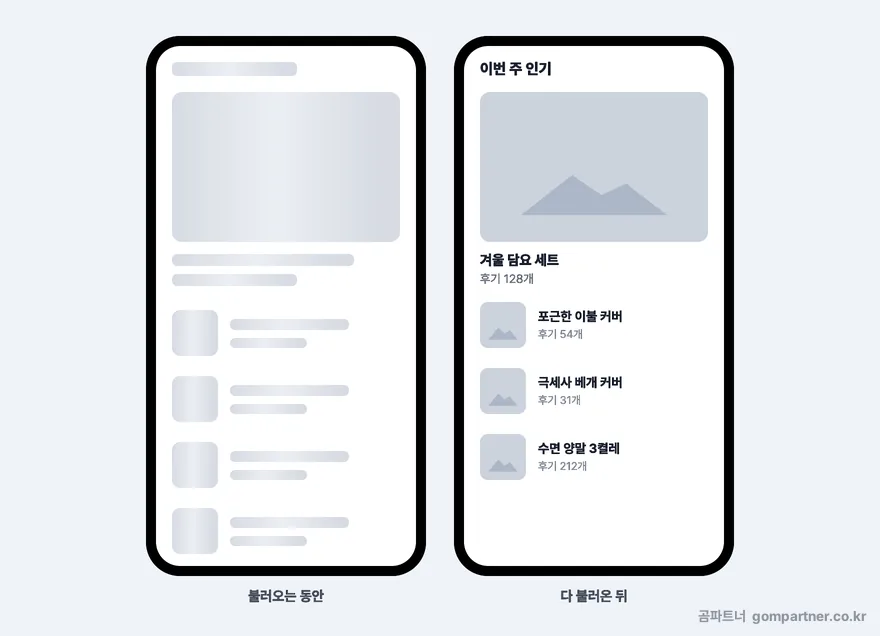 이번 주 인기
겨울 담요 세트
후기 128개
포근한 이불 커버
후기 54개
극세사 베개 커버
후기 31개
수면 양말 3켤레
후기 212개
불러오는 동안
다 불러온 뒤
곰파트너 gompartner.co.kr